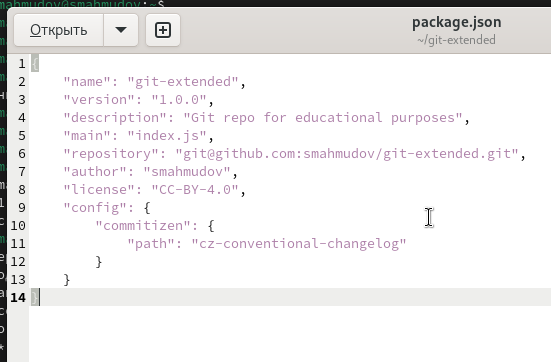 smahmudov@smahmudov:~$
Открыть
package.json
~/git-extended
1 {
2 "name": "git-extended",
3 "version": "1.0.0",
4 "description": "Git repo for educational purposes",
5 "main": "index.js",
6 "repository": "git@github.com:smahmudov/git-extended.git",
7 "author": "smahmudov",
8 "license": "CC-BY-4.0",
9 "config": {
10 "commitizen": {
11 "path": "cz-conventional-changelog"
12 }
13 }
14 }